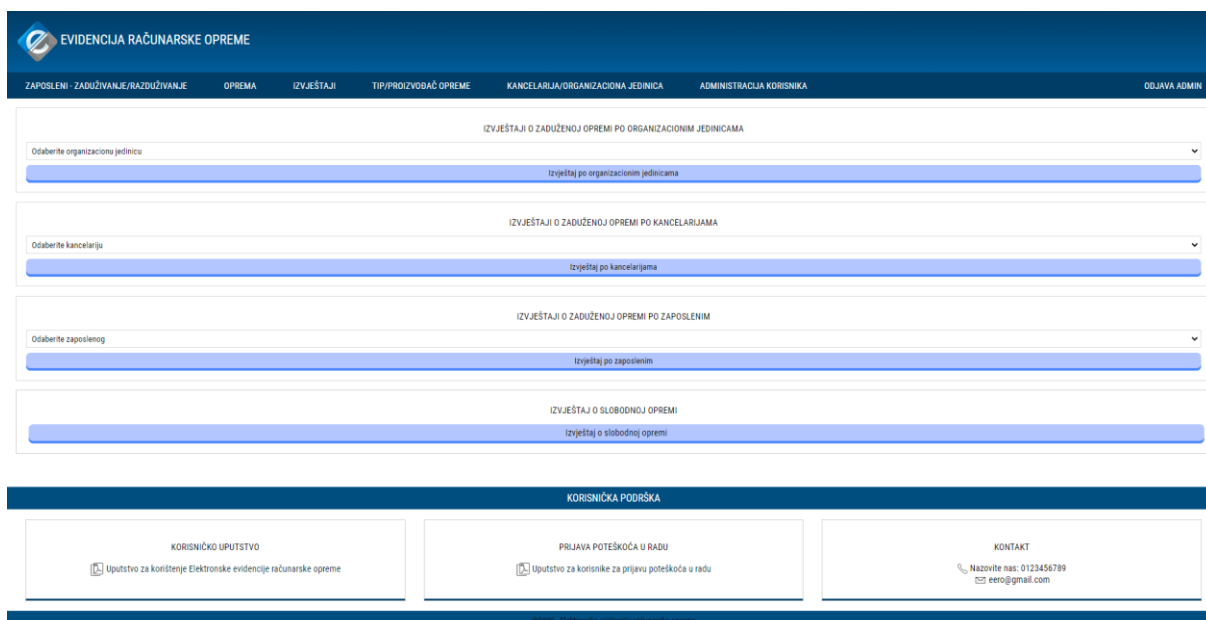 EVIDENCIJA RAČUNARSKE OPREME
ZAPOSLENI - ZADUŽIVANJE/RAZDUŽIVANJE OPREMA IZVJEŠTAJI TIP/PROIZVOĐAČ OPREME KANCELARIJA/ORGANIZACIONA JEDINICA ADMINISTRACIJA KORISNIKA ODJAVA ADMIN
IZVJEŠTAJI O ZADUŽENOJ OPREMI PO ORGANIZACIONIM JEDINICAMA
Odaberite organizacionu jedinicu
Izvještaj po organizacionim jedinicama
IZVJEŠTAJI O ZADUŽENOJ OPREMI PO KANCELARIJAMA
Odaberite kancelariju
Izvještaj po kancelarijama
IZVJEŠTAJI O ZADUŽENOJ OPREMI PO ZAPOSLENIM
Odaberite zaposlenog
Izvještaj po zaposlenim
IZVJEŠTAJ O SLOBODNOJ OPREMI
Izvještaj o slobodnoj opremi
KORISNIČKA PODRŠKA
KORISNIČKO UPUTSTVO
Uputstvo za korištenje Elektronske evidencije računarske opreme
PRIJAVA POTEŠKOĆA U RADU
Uputstvo za korisnike za prijavu poteškoća u radu
KONTAKT
Nazovite nas: 0123456789
eero@gmail.com